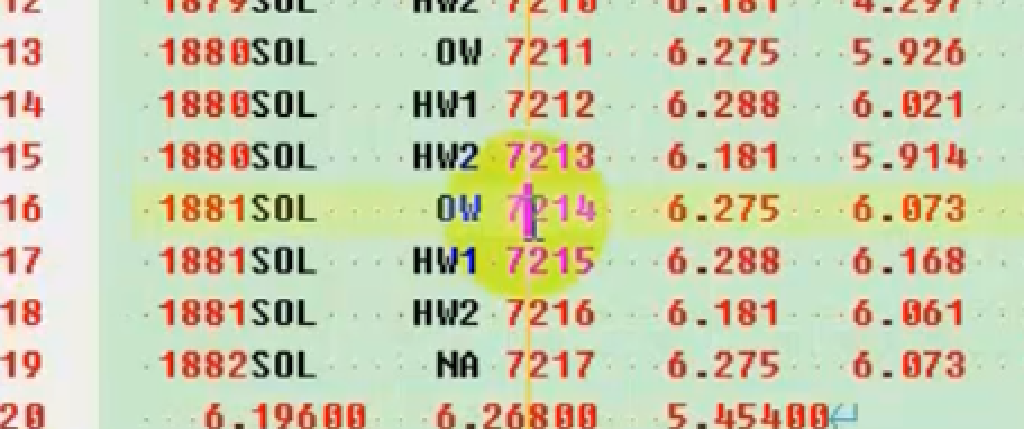 12 1879SOL HW2 7210 6.181 4.297
13 1880SOL OW 7211 6.275 5.926
14 1880SOL HW1 7212 6.288 6.021
15 1880SOL HW2 7213 6.181 5.914
16 1881SOL OW 7214 6.275 6.073
17 1881SOL HW1 7215 6.288 6.168
18 1881SOL HW2 7216 6.181 6.061
19 1882SOL NA 7217 6.275 6.073
20 6.19600 6.26800 5.45400